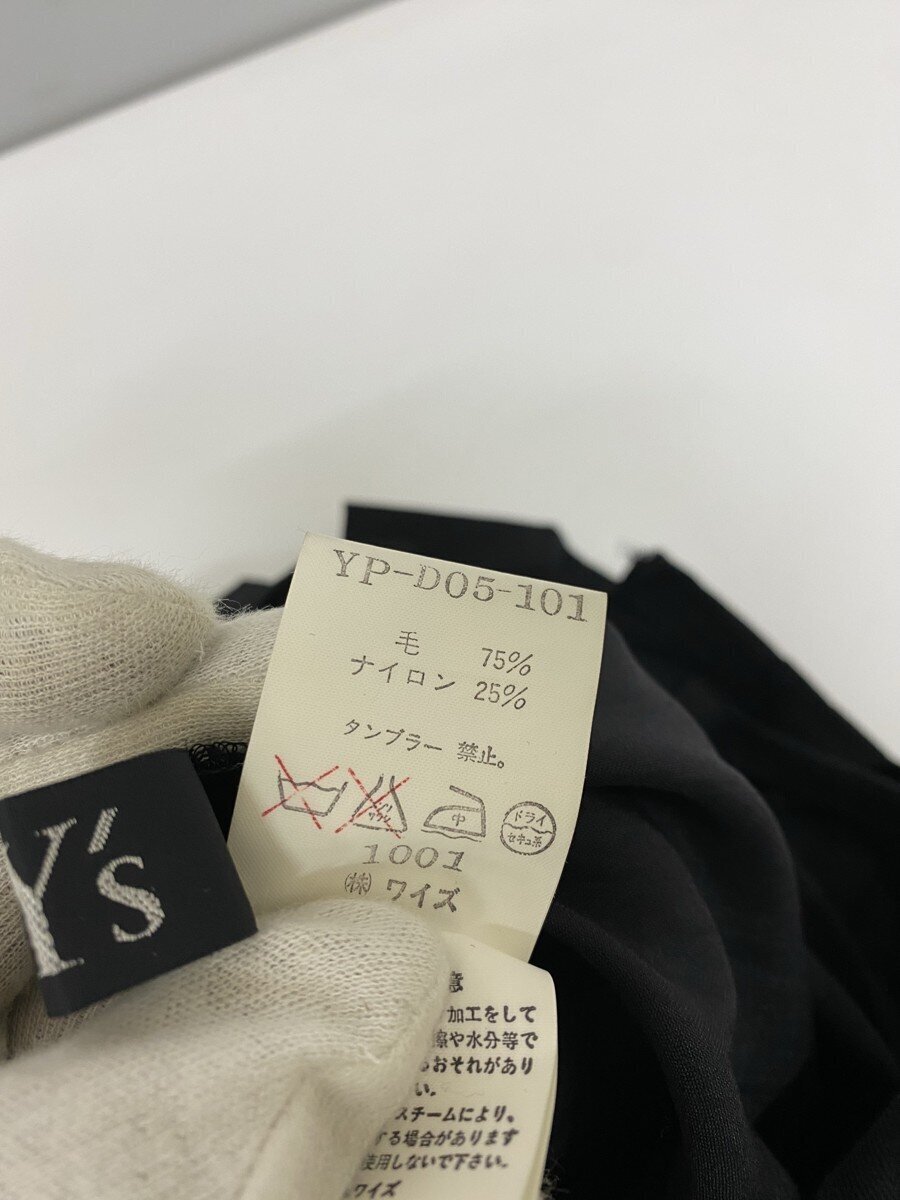 YP-D05-101
毛 75%
ナイロン 25%
タンブラー 禁止。
中
ドライ
セキユ系
1001
㈱ ワイズ
Y's
意
加工をして
や水分等で
おそれがあり
い。
スチームにより、
する場合があります
使用しないで下さい。
ワイズ